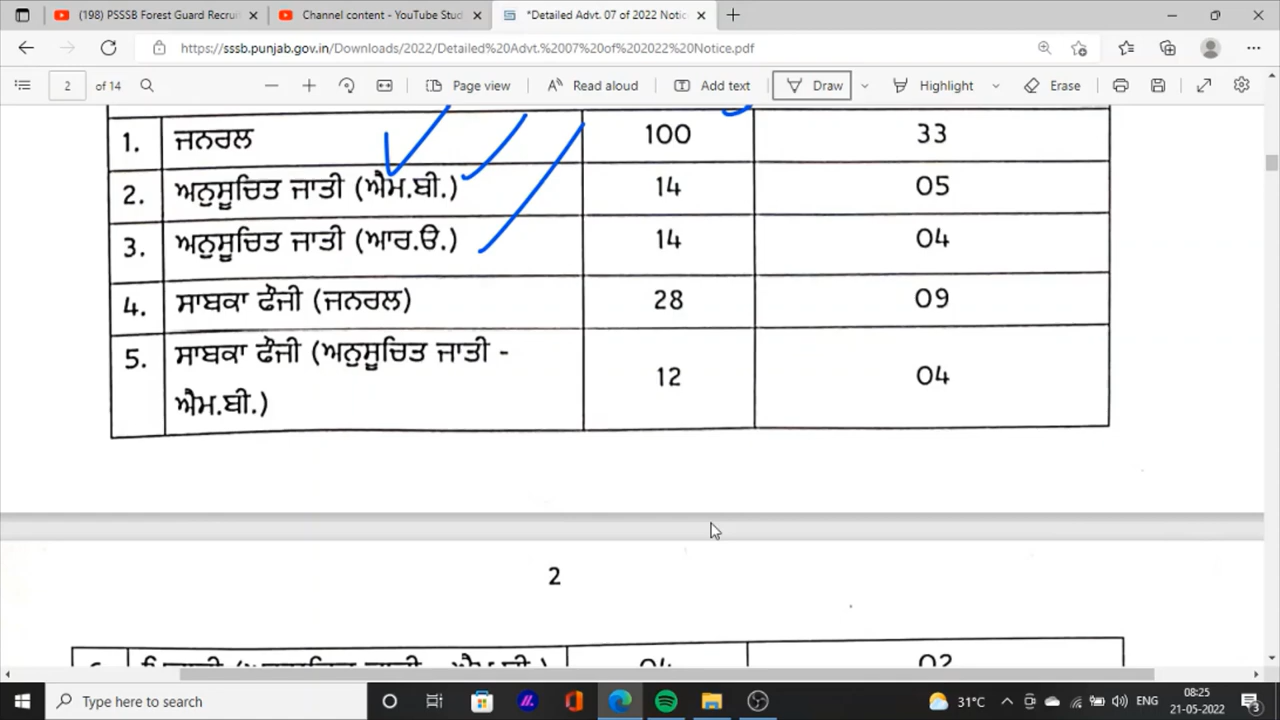 (198) PSSSB Forest Guard Recrui
Channel content - YouTube Stud
*Detailed Advt. 07 of 2022 Notic
https://sssb.punjab.gov.in/Downloads/2022/Detailed%20Advt.%2007%20of%202022%20Notice.pdf
2 of 14
Page view
Read aloud
Add text
Draw
Highlight
Erase
1. ਜਨਰਲ 100 33
2. ਅਨੁਸੂਚਿਤ ਜਾਤੀ (ਐਮ.ਬੀ.) 14 05
3. ਅਨੁਸੂਚਿਤ ਜਾਤੀ (ਆਰ.ਓ.) 14 04
4. ਸਾਬਕਾ ਫੌਜੀ (ਜਨਰਲ) 28 09
5. ਸਾਬਕਾ ਫੌਜੀ (ਅਨੁਸੂਚਿਤ ਜਾਤੀ -
ਐਮ.ਬੀ.) 12 04
2
Type here to search
31°C
ENG
08:25
21-05-2022
3